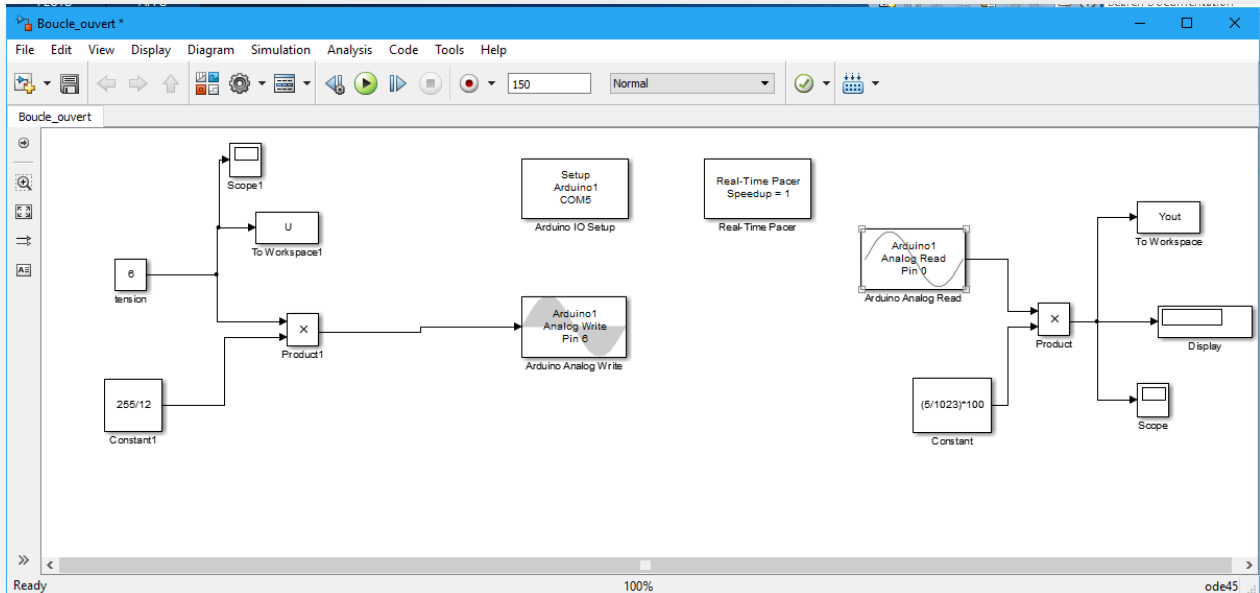 Boucle_ouvert *
File Edit View Display Diagram Simulation Analysis Code Tools Help
150
Normal
Boucle_ouvert
Scope1
U
To Workspace1
6
tension
×
Product1
255/12
Constant1
Setup
Arduino1
COM5
Arduino IO Setup
Real-Time Pacer
Speedup = 1
Real-Time Pacer
Arduino1
Analog Write
Pin 6
Arduino Analog Write
Arduino1
Analog Read
Pin 0
Arduino Analog Read
×
Product
(5/1023)*100
Constant
Yout
To Workspace
Display
Scope
Ready
100%
ode45